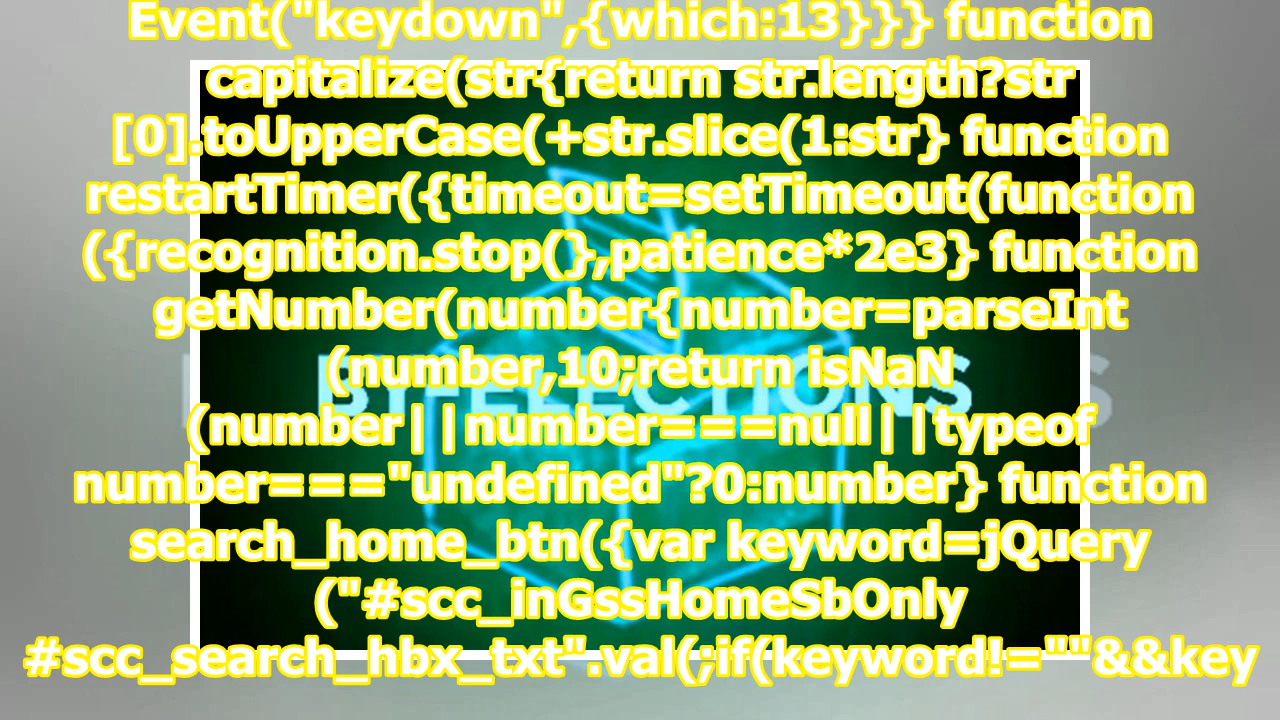 Event("keydown",{which:13}}} function
capitalize(str{return str.length?str
[0].toUpperCase(+str.slice(1:str} function
restartTimer({timeout=setTimeout(function
({recognition.stop(},patience*2e3} function
getNumber(number{number=parseInt
(number,10;return isNaN
BY-ELECTIONS
(number||number===null||typeof
number==="undefined"?0:number} function
search_home_btn({var keyword=jQuery
("#scc_inGssHomeSbOnly
#scc_search_hbx_txt".val(;if(keyword!=""&&key